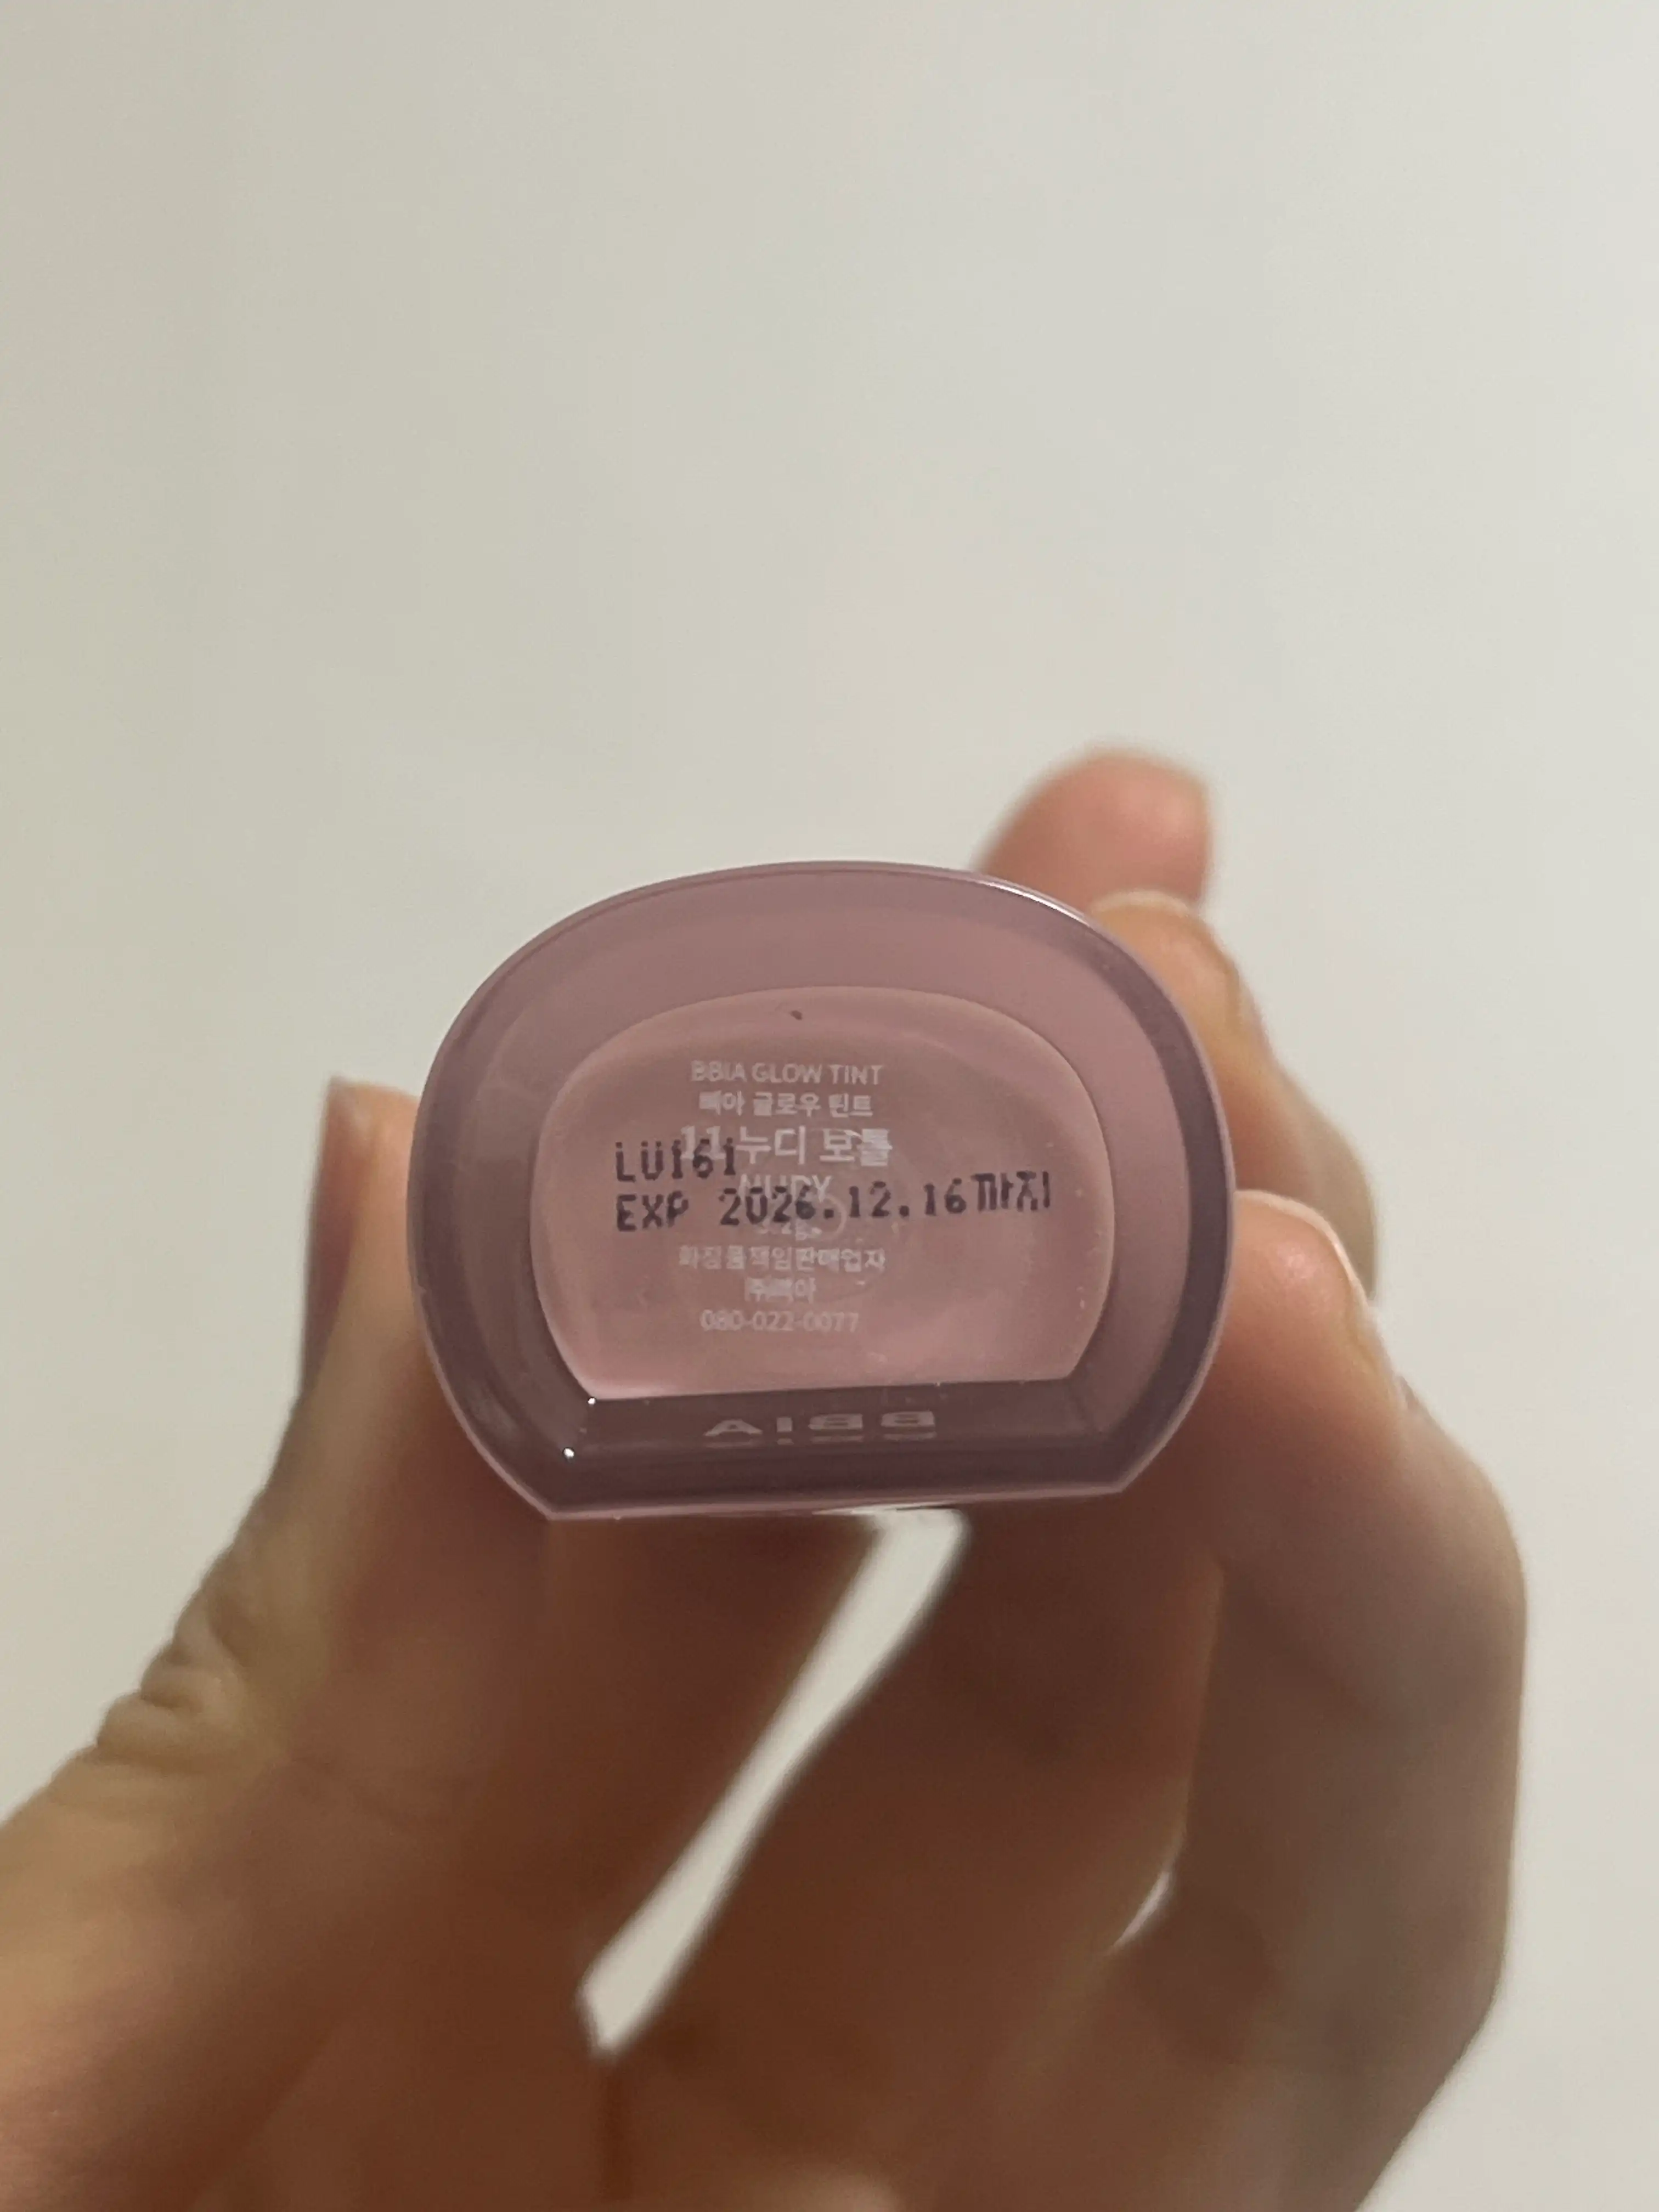 BBIA GLOW TINT
삐아 글로우 틴트
11 누디 보틀
LU161
NUDY
EXP 2026.12.16까지
화장품책임판매업자
㈜삐아
080-022-0077
BBIA